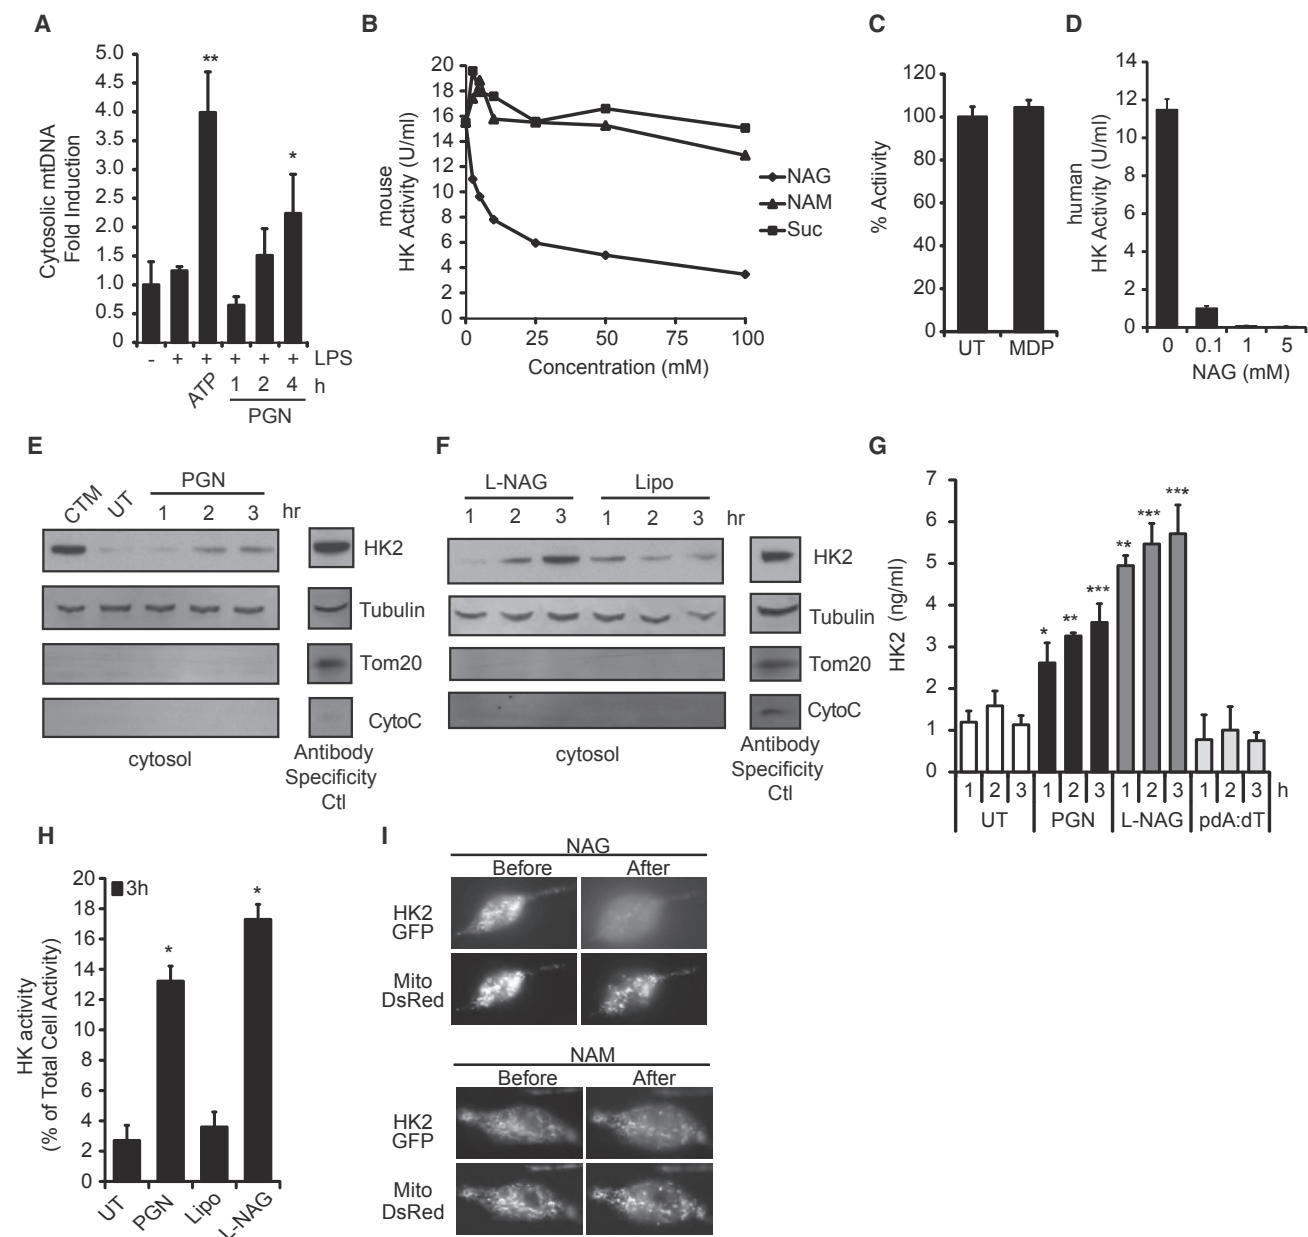 A
5.0
4.5
4.0
3.5
3.0
2.5
2.0
1.5
1.0
0.5
0
Cytosolic mtDNA
Fold Induction
**
*
- + + + + + LPS
ATP 1 2 4 h
PGN
B
20
18
16
14
12
10
8
6
4
2
0
mouse
HK Activity (U/ml)
NAG
NAM
Suc
0 25 50 75 100
Concentration (mM)
C
120
100
80
60
40
20
0
% Actiivity
UT MDP
D
14
12
10
8
6
4
2
0
human
HK Activity (U/ml)
0 0.1 1 5
NAG (mM)
E
PGN
CTM UT 1 2 3 hr
HK2
Tubulin
Tom20
CytoC
cytosol
Antibody
Specificity
Ctl
F
L-NAG Lipo
1 2 3 1 2 3 hr
HK2
Tubulin
Tom20
CytoC
cytosol
Antibody
Specificity
Ctl
G
7
6
5
4
3
2
1
0
HK2 (ng/ml)
* ** *** ** *** ***
1 2 3 1 2 3 1 2 3 1 2 3 h
UT PGN L-NAG pdA:dT
H
20
18
16
14
12
10
8
6
4
2
0
HK activity
(% of Total Cell Activity)
3h
* *
UT PGN Lipo L-NAG
I
NAG
Before After
HK2
GFP
Mito
DsRed
NAM
Before After
HK2
GFP
Mito
DsRed